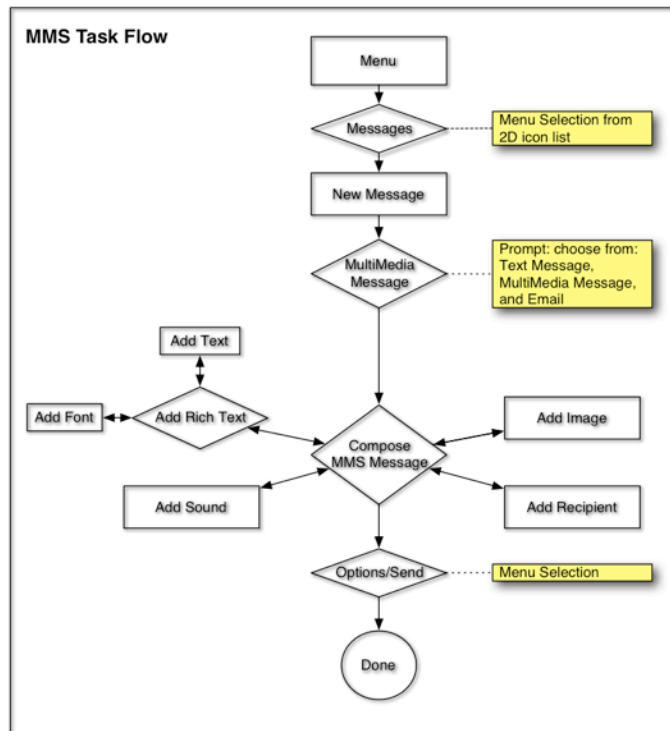 MMS Task Flow
Menu
Messages
Menu Selection from
2D icon list
New Message
MultiMedia
Message
Prompt: choose from:
Text Message,
MultiMedia Message,
and Email
Add Text
Add Font
Add Rich Text
Compose
MMS Message
Add Image
Add Sound
Add Recipient
Options/Send
Menu Selection
Done